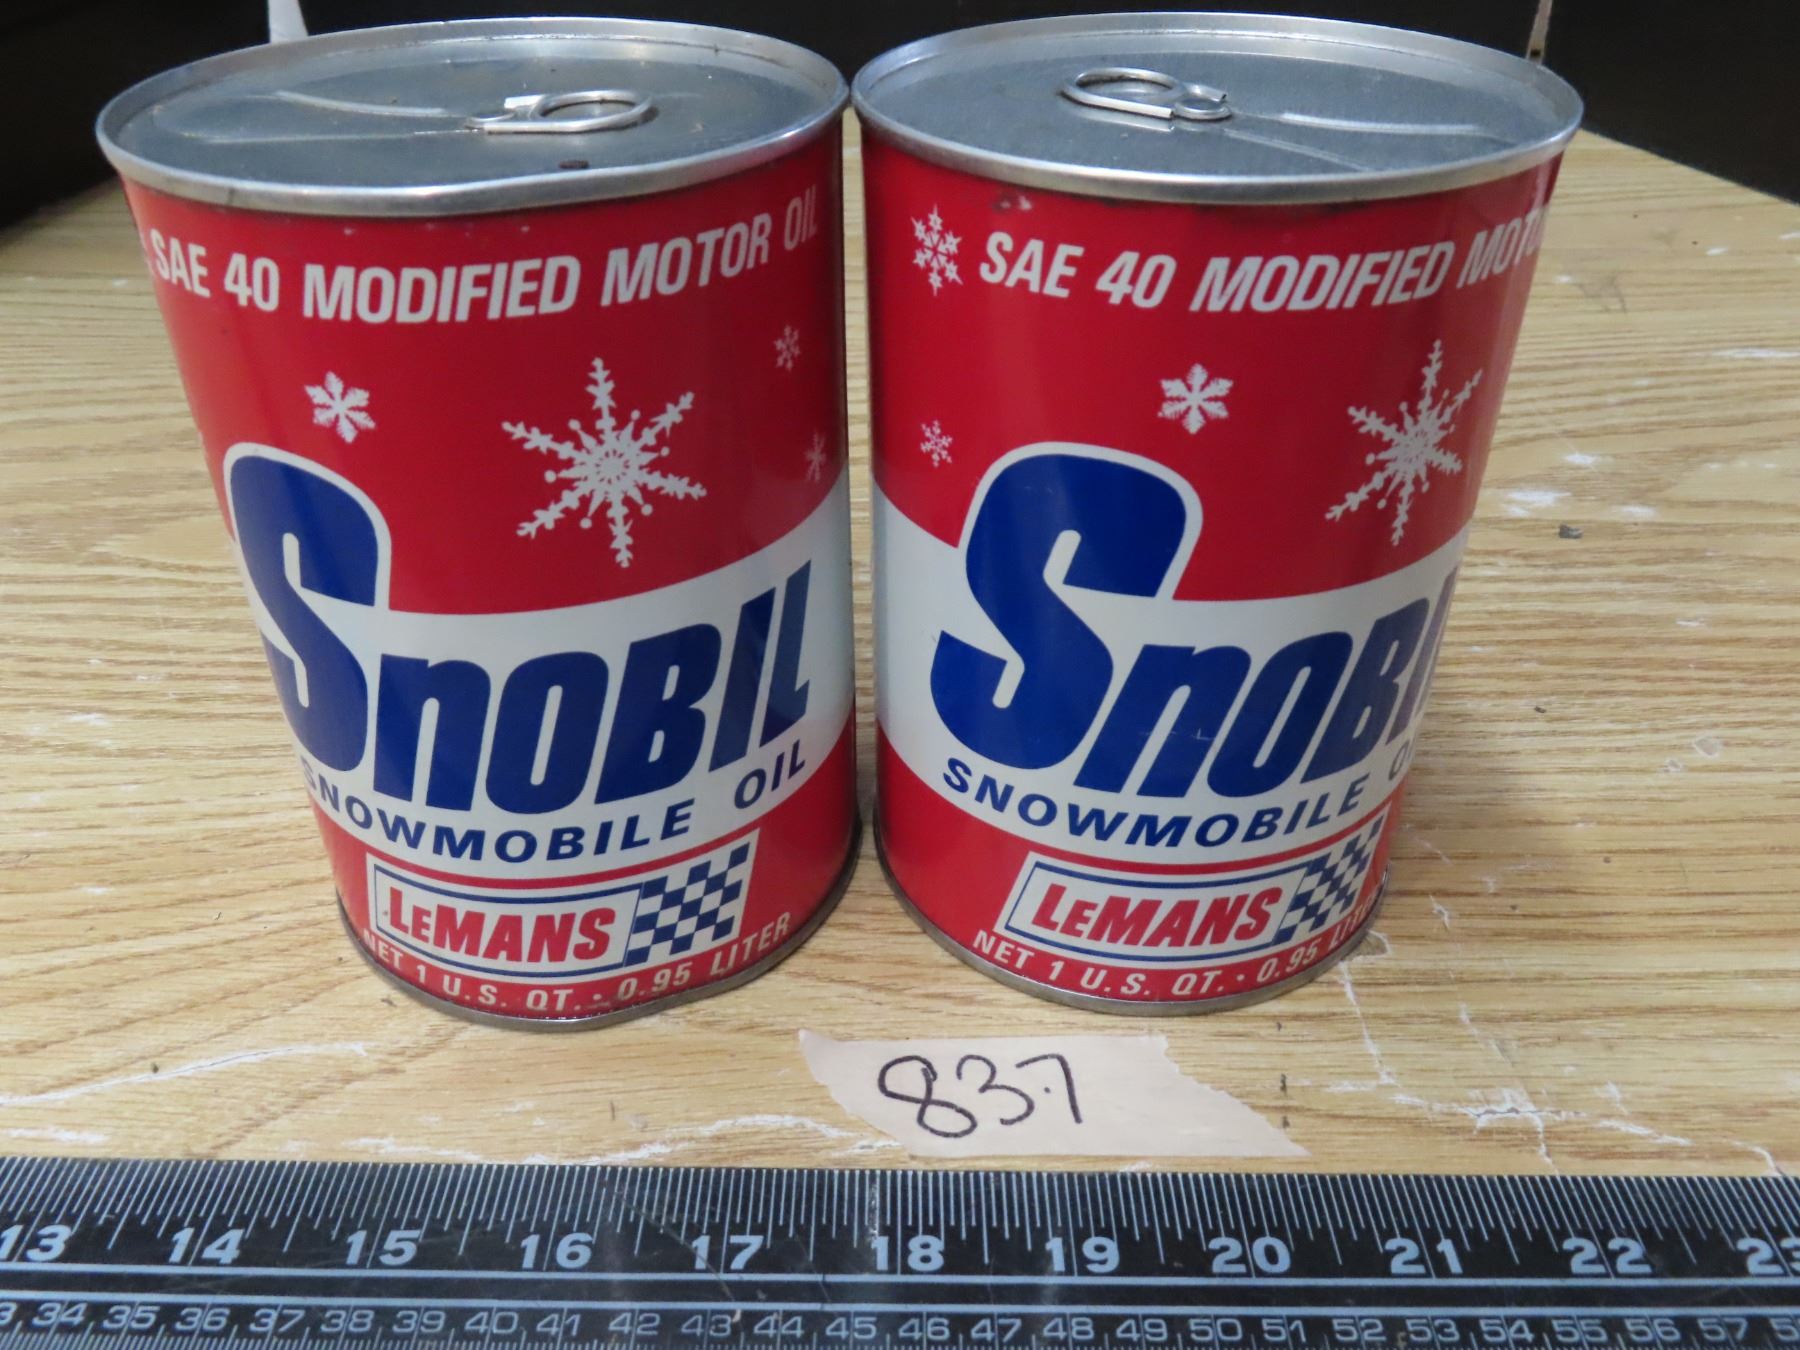 SAE 40 MODIFIED MOTOR OIL
SNOBIL
SNOWMOBILE OIL
LEMANS
NET 1 U.S. QT. • 0.95 LITER
SAE 40 MODIFIED
SNOBIL
SNOWMOBILE
LEMANS
NET 1 U.S. QT. • 0.95
83.7
13 14 15 16 17 18 19 20 21 22 23
34 35 36 37 38 39 40 41 42 43 44 45 46 47 48 49 50 51 52 53 54 55 56 57